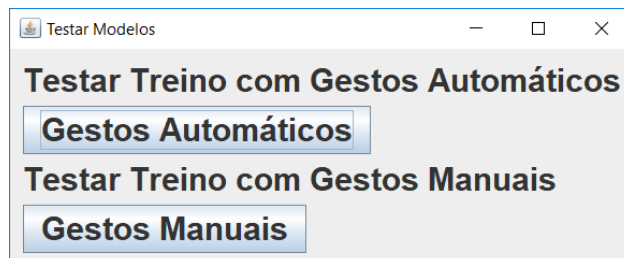 Testar Modelos
Testar Treino com Gestos Automáticos
Gestos Automáticos
Testar Treino com Gestos Manuais
Gestos Manuais